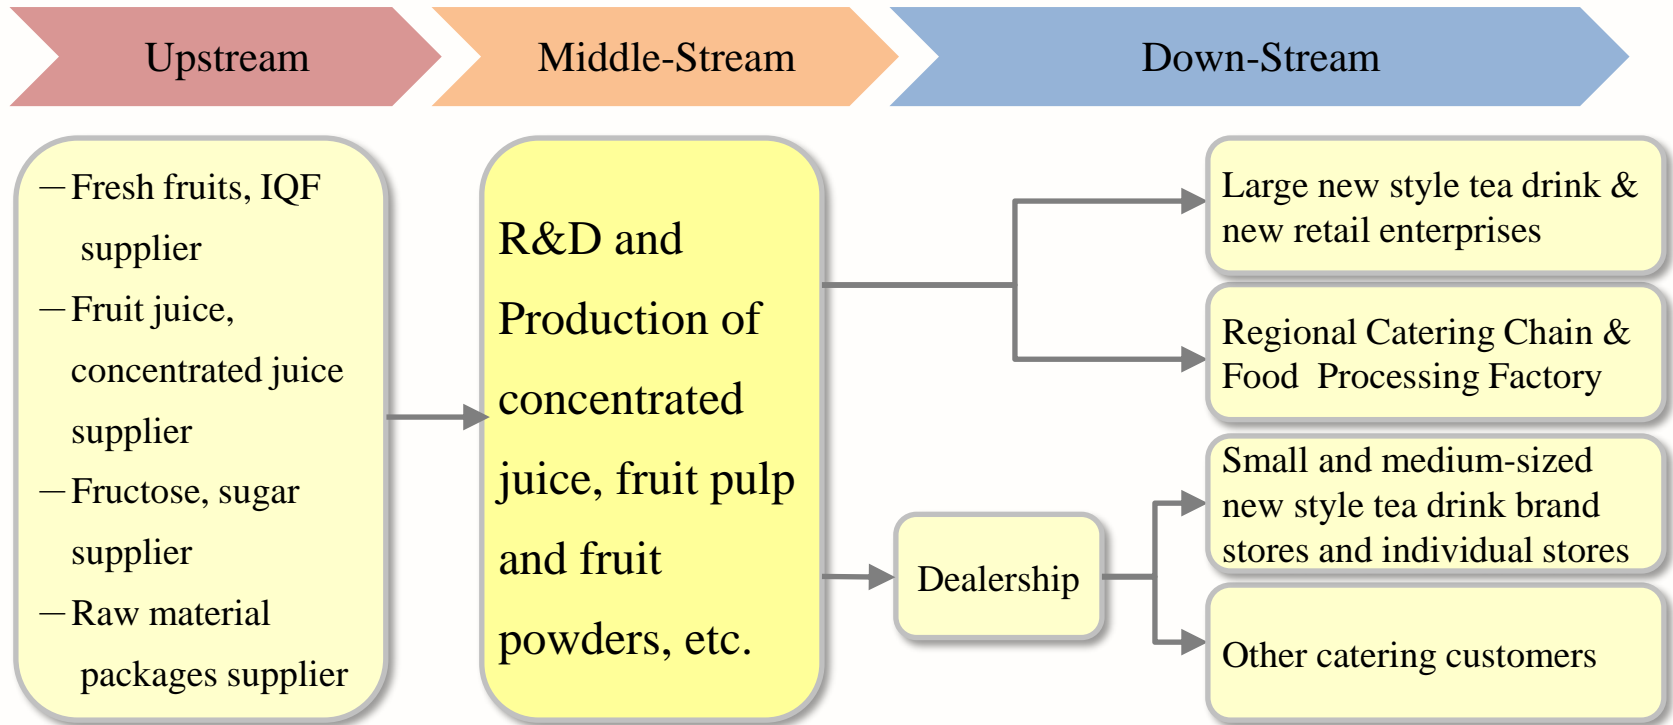 Upstream
Middle-Stream
Down-Stream
—Fresh fruits, IQF
supplier
—Fruit juice,
concentrated juice
supplier
—Fructose, sugar
supplier
—Raw material
packages supplier
R&D and
Production of
concentrated
juice, fruit pulp
and fruit
powders, etc.
Dealership
Large new style tea drink &
new retail enterprises
Regional Catering Chain &
Food  Processing Factory
Small and medium-sized
new style tea drink brand
stores and individual stores
Other catering customers